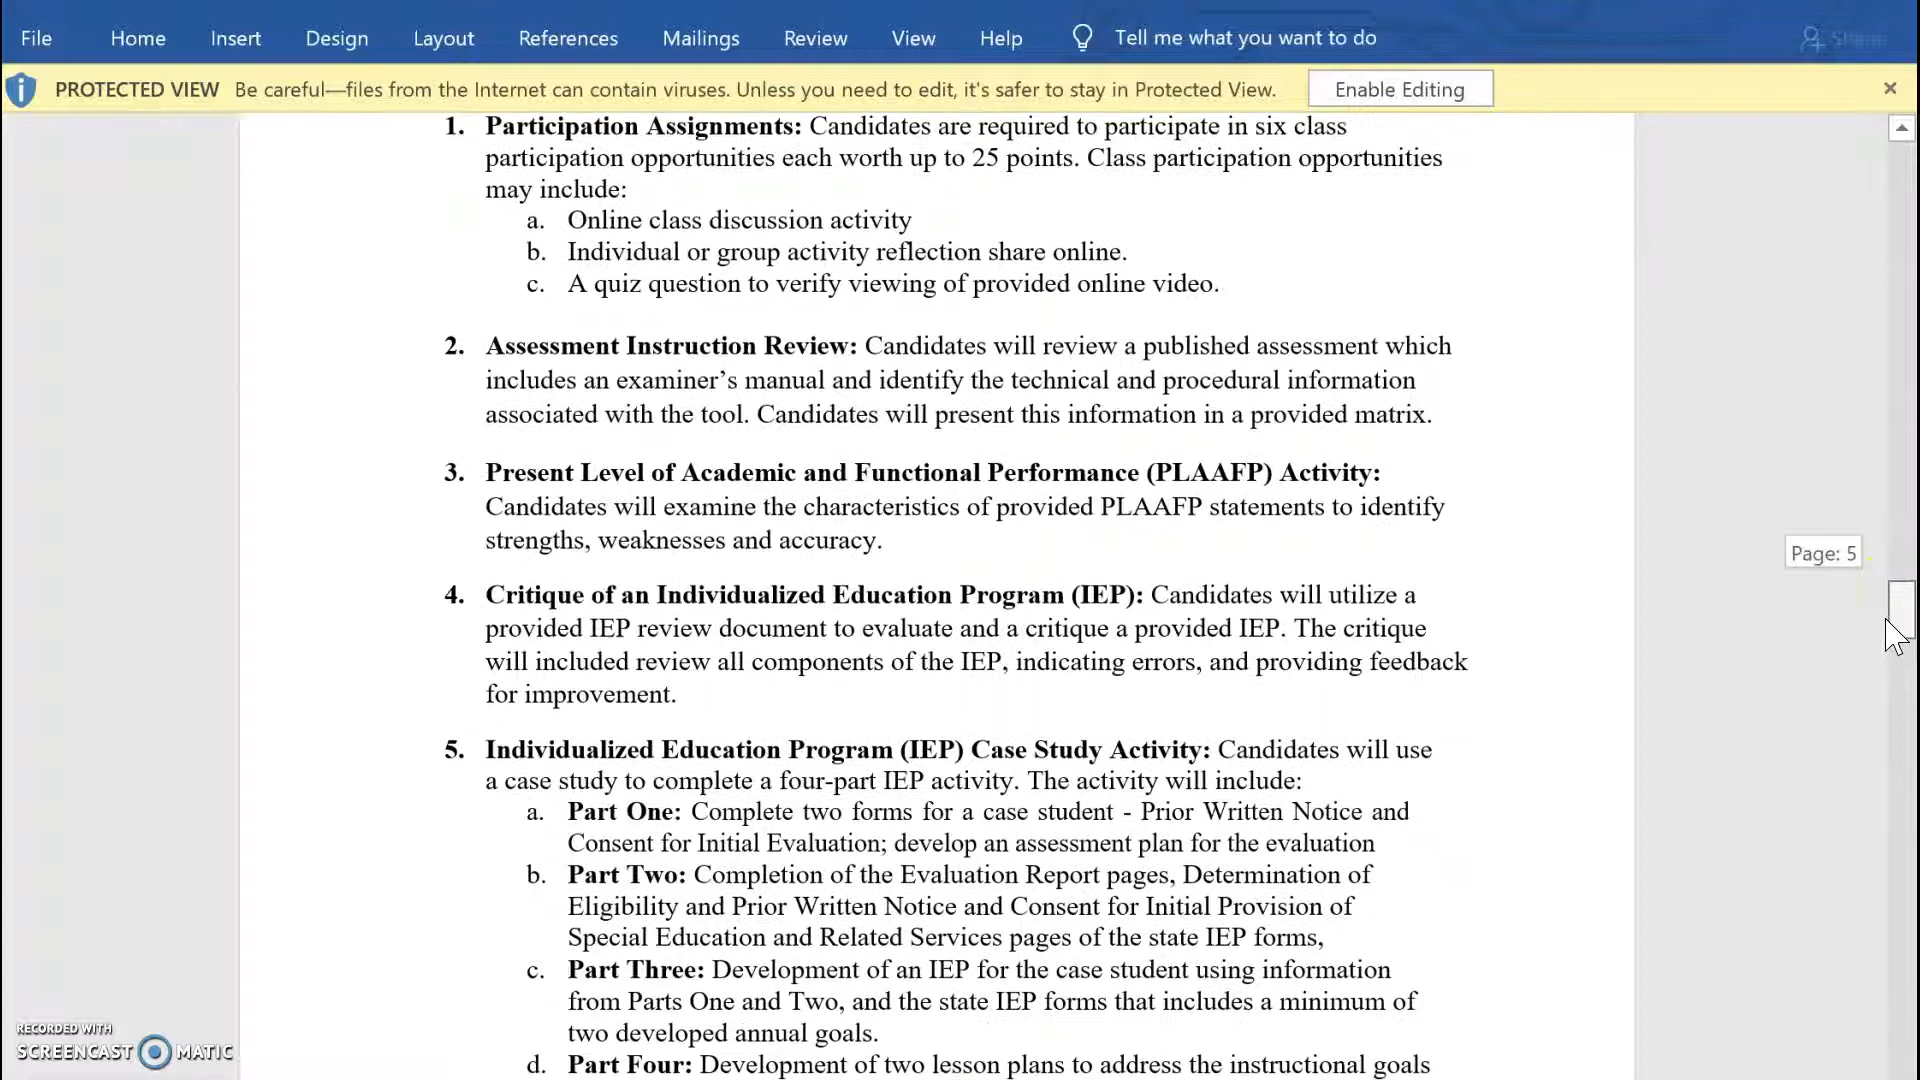 File Home Insert Design Layout References Mailings Review View Help Tell me what you want to do Share
PROTECTED VIEW Be careful—files from the Internet can contain viruses. Unless you need to edit, it's safer to stay in Protected View. Enable Editing
1. Participation Assignments: Candidates are required to participate in six class
participation opportunities each worth up to 25 points. Class participation opportunities
may include:
a. Online class discussion activity
b. Individual or group activity reflection share online.
c. A quiz question to verify viewing of provided online video.
2. Assessment Instruction Review: Candidates will review a published assessment which
includes an examiner’s manual and identify the technical and procedural information
associated with the tool. Candidates will present this information in a provided matrix.
3. Present Level of Academic and Functional Performance (PLAAFP) Activity:
Candidates will examine the characteristics of provided PLAAFP statements to identify
strengths, weaknesses and accuracy.
Page: 5
4. Critique of an Individualized Education Program (IEP): Candidates will utilize a
provided IEP review document to evaluate and a critique a provided IEP. The critique
will included review all components of the IEP, indicating errors, and providing feedback
for improvement.
5. Individualized Education Program (IEP) Case Study Activity: Candidates will use
a case study to complete a four-part IEP activity. The activity will include:
a. Part One: Complete two forms for a case student - Prior Written Notice and
Consent for Initial Evaluation; develop an assessment plan for the evaluation
b. Part Two: Completion of the Evaluation Report pages, Determination of
Eligibility and Prior Written Notice and Consent for Initial Provision of
Special Education and Related Services pages of the state IEP forms,
c. Part Three: Development of an IEP for the case student using information
from Parts One and Two, and the state IEP forms that includes a minimum of
two developed annual goals.
d. Part Four: Development of two lesson plans to address the instructional goals
RECORDED WITH
SCREENCAST MATIC